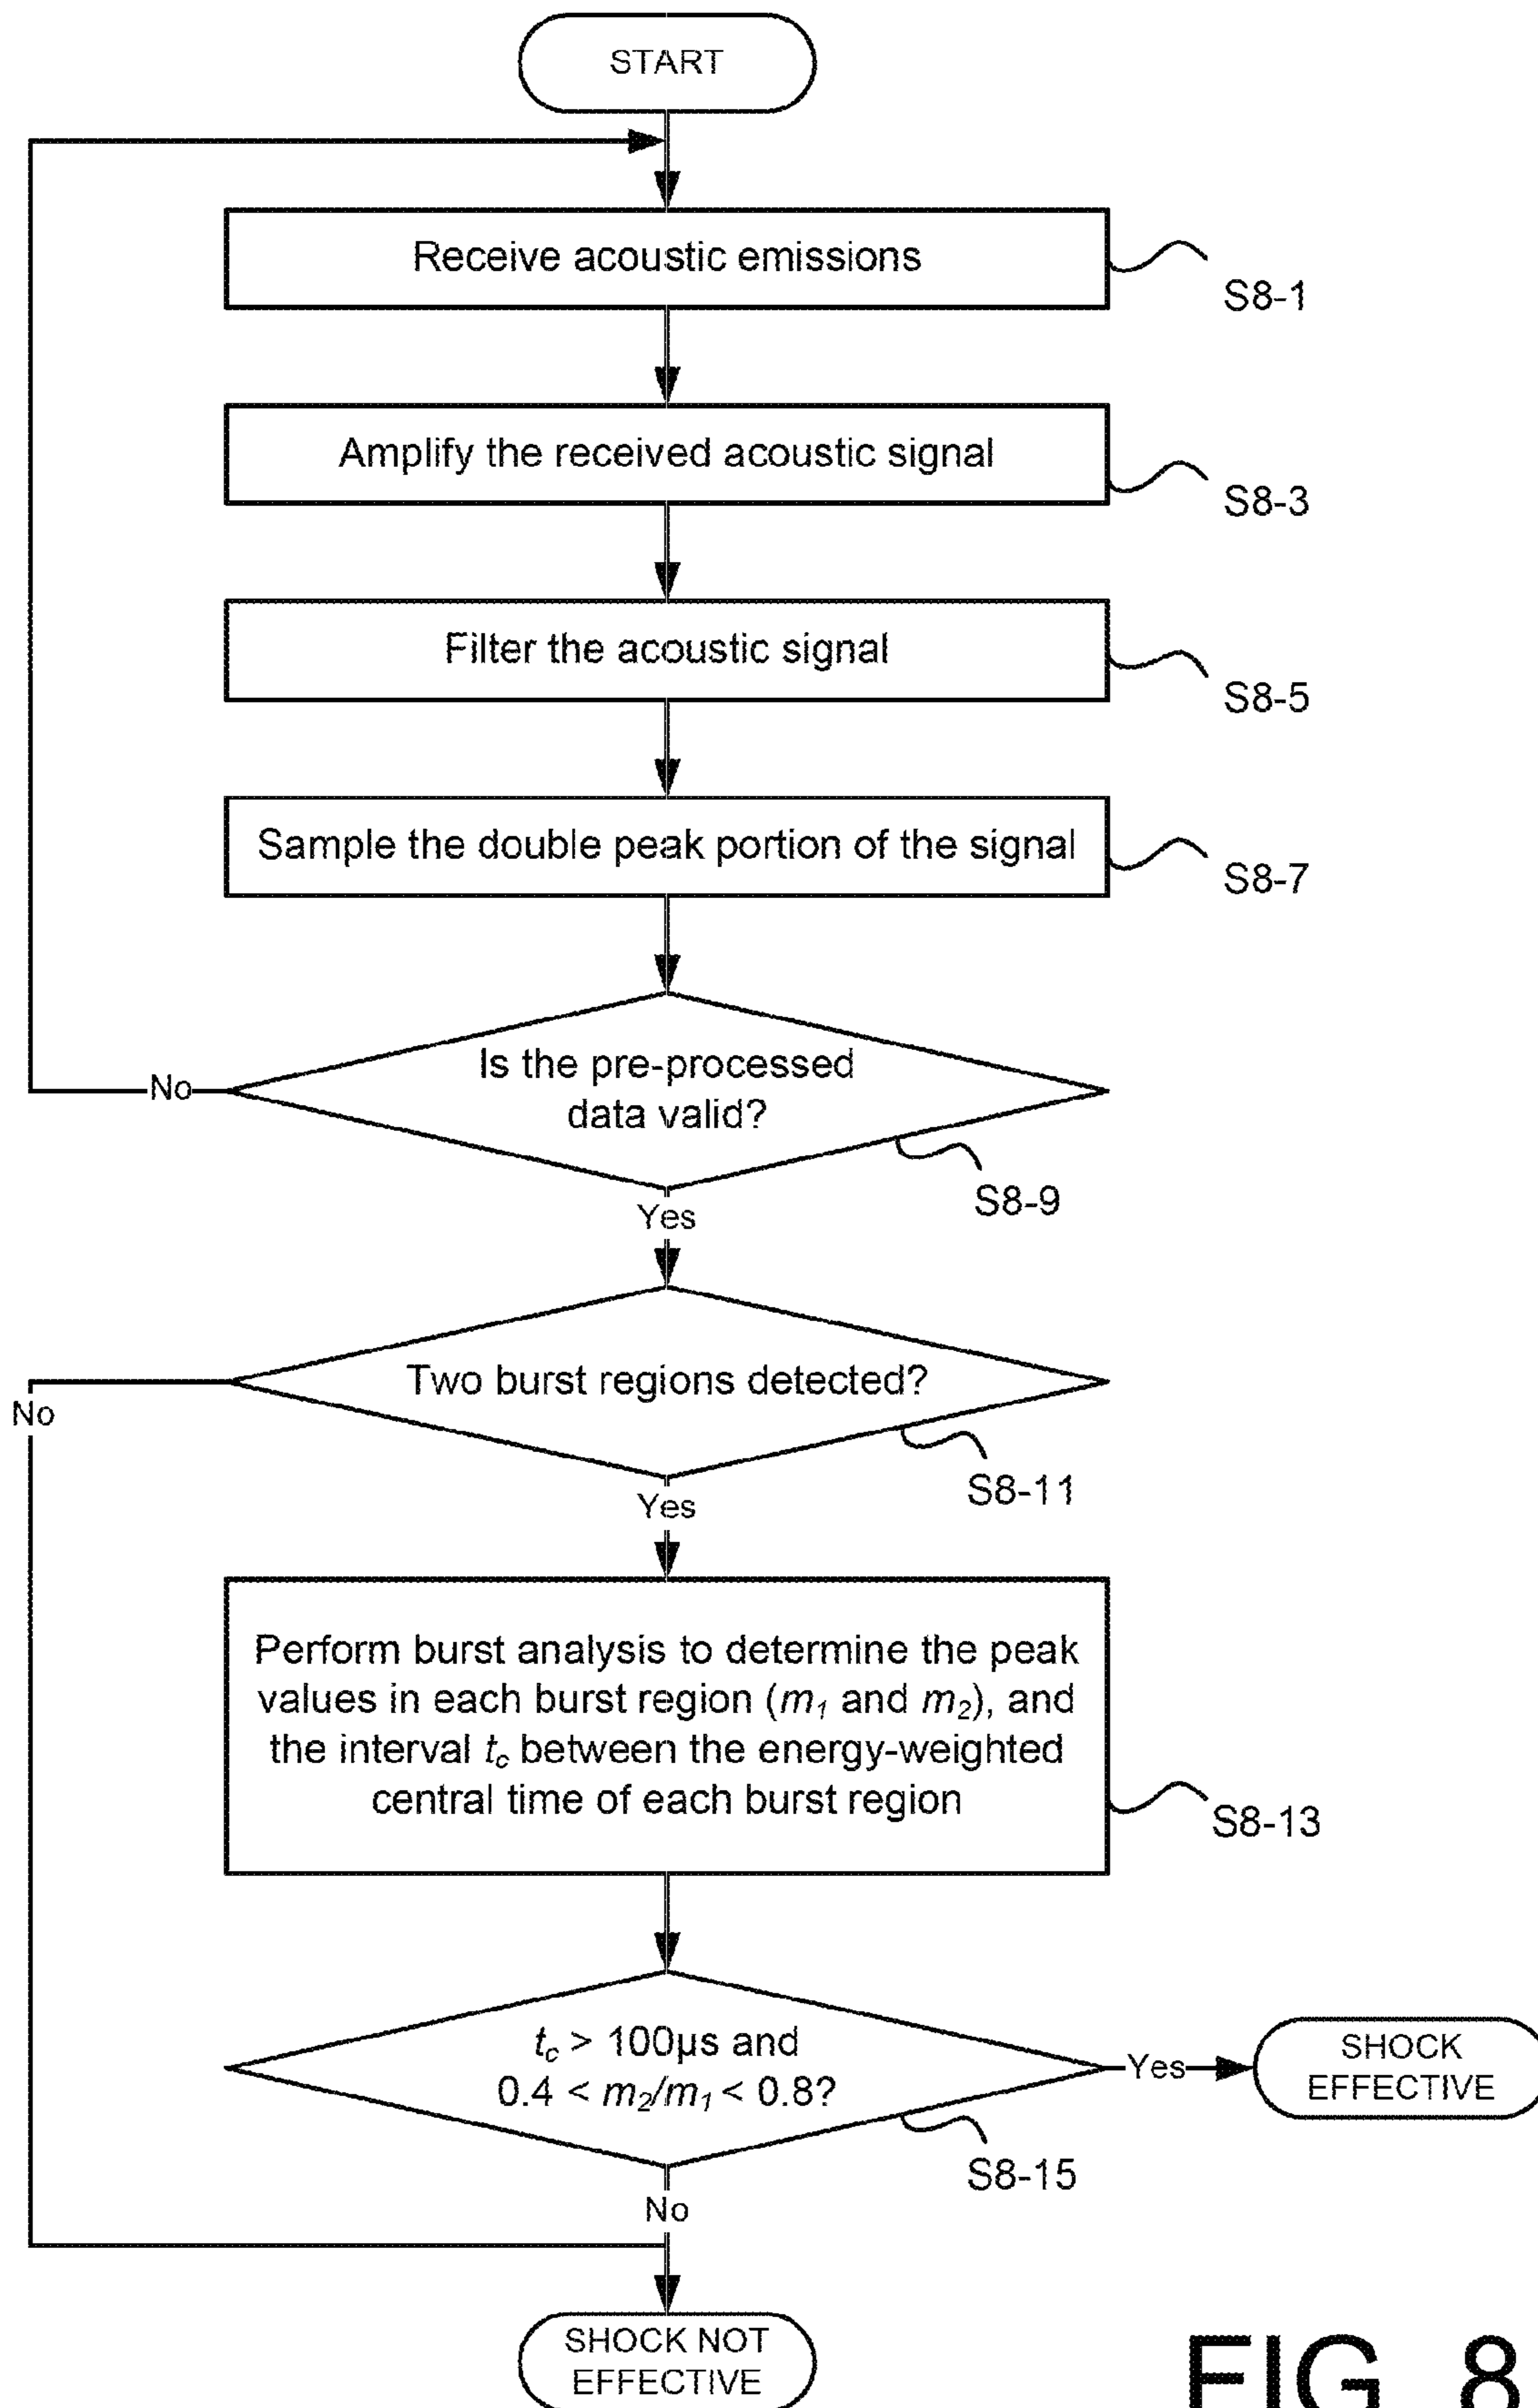 START
Receive acoustic emissions
S8-1
Amplify the received acoustic signal
S8-3
Filter the acoustic signal
S8-5
Sample the double peak portion of the signal
S8-7
Is the pre-processed
data valid?
No
S8-9
Yes
Two burst regions detected?
No
S8-11
Yes
Perform burst analysis to determine the peak
values in each burst region (m₁ and m₂), and
the interval t_c between the energy-weighted
central time of each burst region
S8-13
t_c > 100µs and
0.4 < m₂/m₁ < 0.8?
Yes
SHOCK
EFFECTIVE
S8-15
No
SHOCK NOT
EFFECTIVE
FIG 8